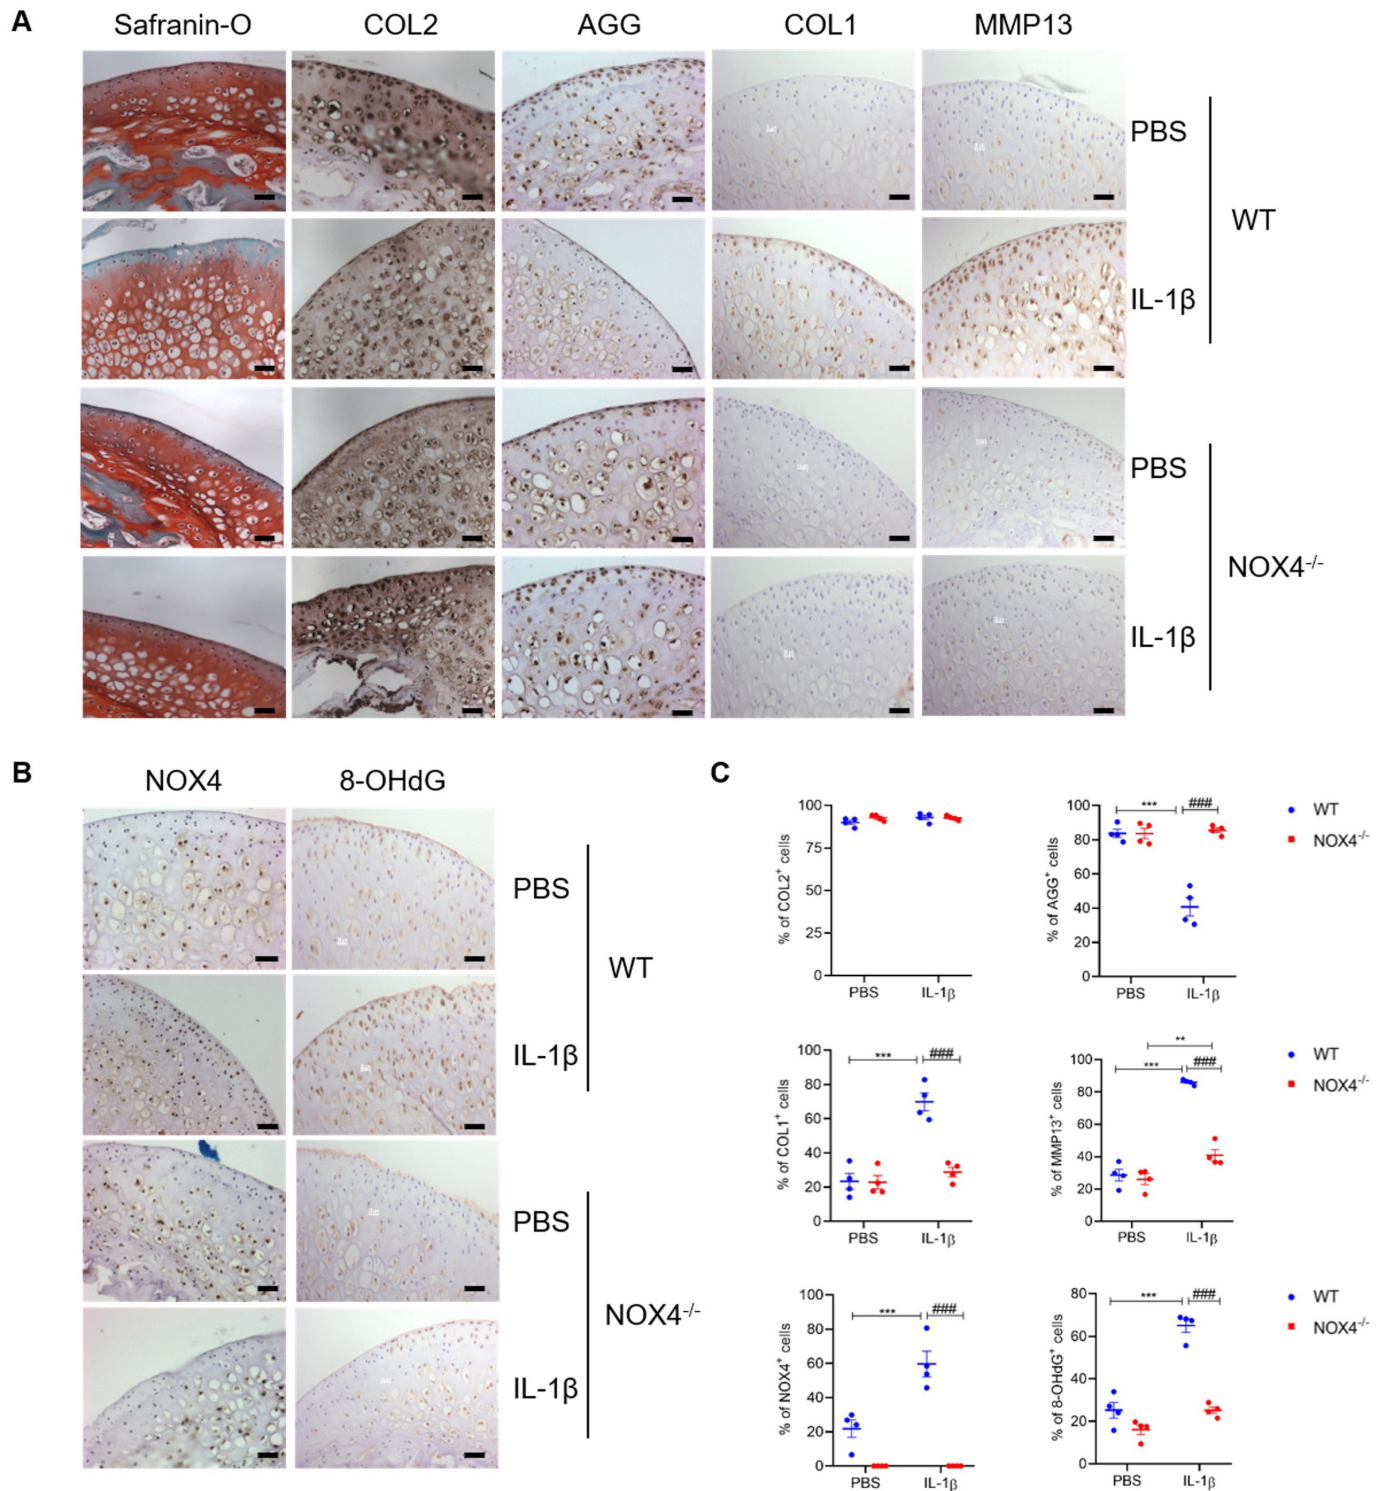 A
Safranin-O COL2 AGG COL1 MMP13
PBS
WT
IL-1β
PBS
NOX4-/-
IL-1β
B
NOX4 8-OHdG
PBS
WT
IL-1β
PBS
NOX4-/-
IL-1β
C
% of COL2+ cells
100
75
50
25
0
PBS IL-1β
% of AGG+ cells
100
80
60
40
20
0
*** ###
PBS IL-1β
WT
NOX4-/-
% of COL1+ cells
100
80
60
40
20
0
*** ###
PBS IL-1β
% of MMP13+ cells
100
80
60
40
20
0
**
*** ###
PBS IL-1β
WT
NOX4-/-
% of NOX4+ cells
100
80
60
40
20
0
*** ###
PBS IL-1β
% of 8-OHdG+ cells
80
60
40
20
0
*** ###
PBS IL-1β
WT
NOX4-/-